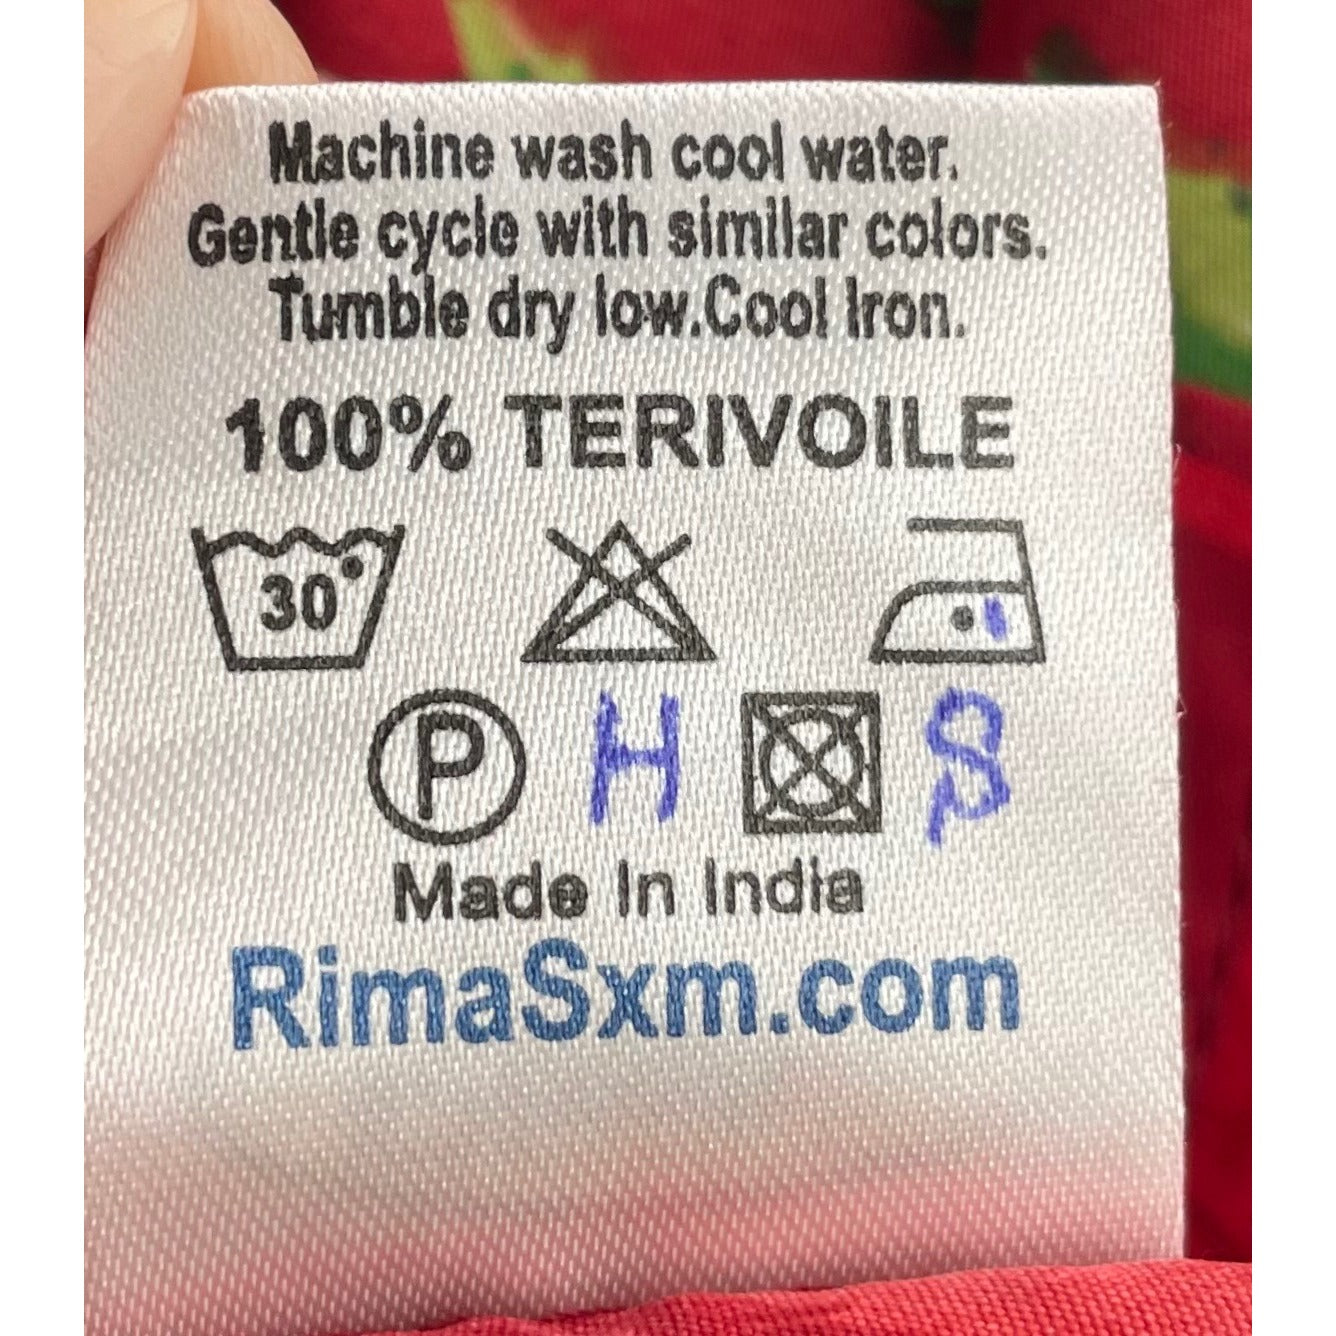 Machine wash cool water.
Gentle cycle with similar colors.
Tumble dry low.Cool Iron.
100% TERIVOILE
30°
P H S
Made In India
RimaSxm.com